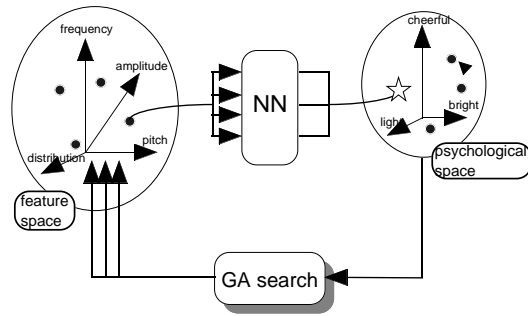 frequency
amplitude
pitch
distribution
feature
space
NN
cheerful
bright
light
psychological
space
GA search